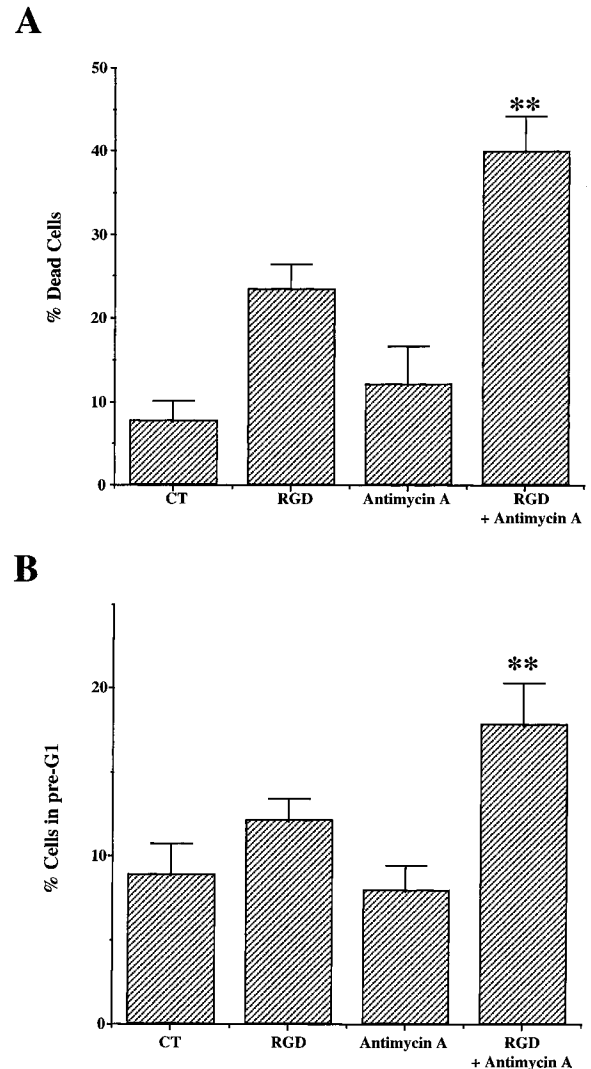 A
50
40
30
20
10
0
% Dead Cells
**
CT
RGD
Antimycin A
RGD
+ Antimycin A
B
20
10
0
% Cells in pre-G1
**
CT
RGD
Antimycin A
RGD
+ Antimycin A